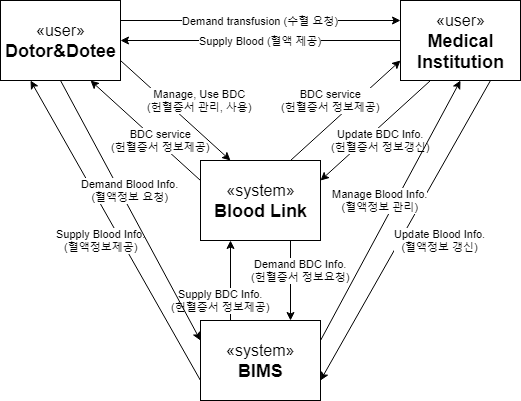 «user»
Dotor&Dotee
Demand transfusion (수혈 요청)
Supply Blood (혈액 제공)
«user»
Medical
Institution
Manage, Use BDC
(헌혈증서 관리, 사용)
BDC service
(헌혈증서 정보제공)
BDC service
(헌혈증서 정보제공)
Update BDC Info.
(헌혈증서 정보갱신)
«system»
Blood Link
Demand Blood Info.
(혈액정보 요청)
Manage Blood Info.
(혈액정보 관리)
Supply Blood Info.
(혈액정보제공)
Update Blood Info.
(혈액정보 갱신)
Demand BDC Info.
(헌혈증서 정보요청)
Supply BDC Info.
(헌혈증서 정보제공)
«system»
BIMS